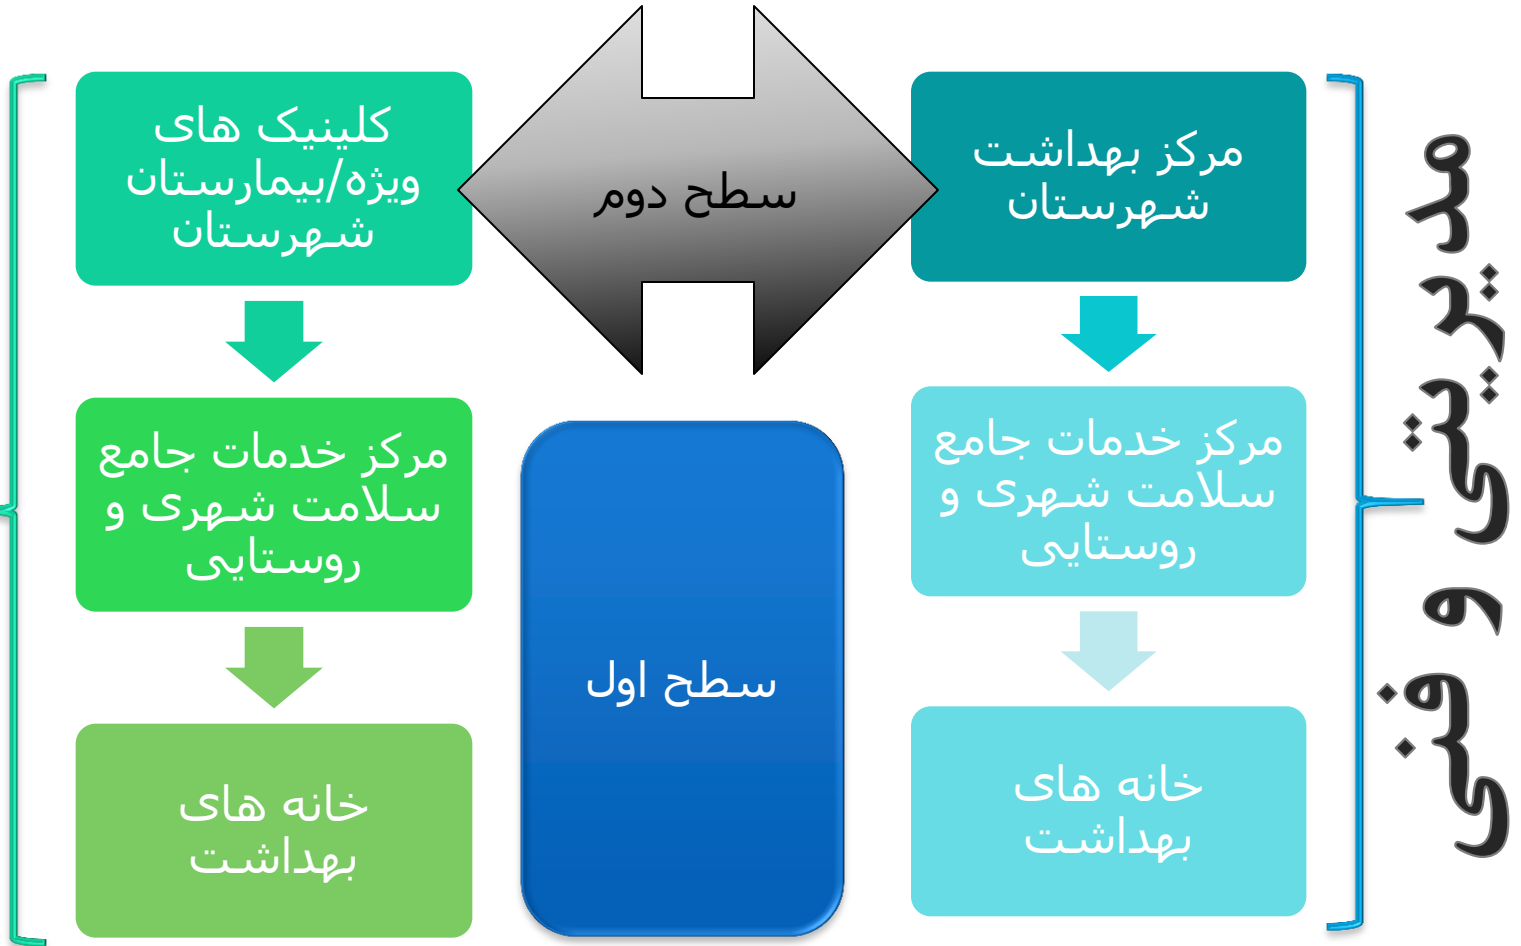 مدیریتی و فنی
مرکز بهداشت
شهرستان
مرکز خدمات جامع
سلامت شهری و
روستایی
خانه های
بهداشت
سطح دوم
سطح اول
کلینیک های
ویژه/بیمارستان
شهرستان
مرکز خدمات جامع
سلامت شهری و
روستایی
خانه های
بهداشت